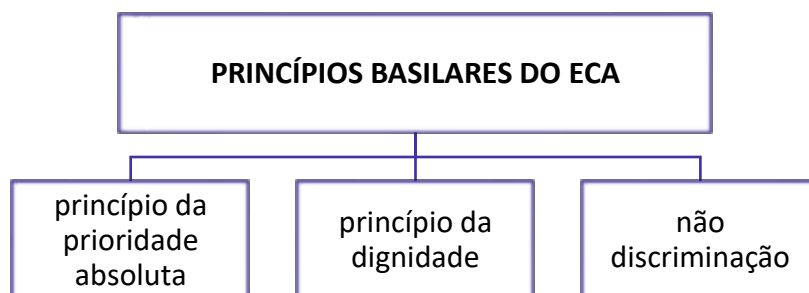 PRINCÍPIOS BASILARES DO ECA
princípio da
prioridade
absoluta
princípio da
dignidade
não
discriminação